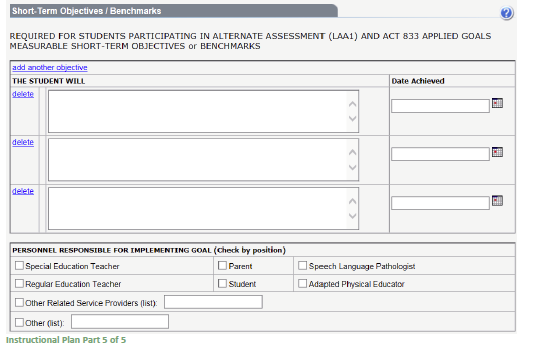 Short-Term Objectives / Benchmarks
?
REQUIRED FOR STUDENTS PARTICIPATING IN ALTERNATE ASSESSMENT (LAA1) AND ACT 833 APPLIED GOALS
MEASURABLE SHORT-TERM OBJECTIVES or BENCHMARKS
add another objective
THE STUDENT WILL Date Achieved
delete
delete
delete
PERSONNEL RESPONSIBLE FOR IMPLEMENTING GOAL (Check by position)
Special Education Teacher Parent Speech Language Pathologist
Regular Education Teacher Student Adapted Physical Educator
Other Related Service Providers (list):
Other (list):
Instructional Plan Part 5 of 5